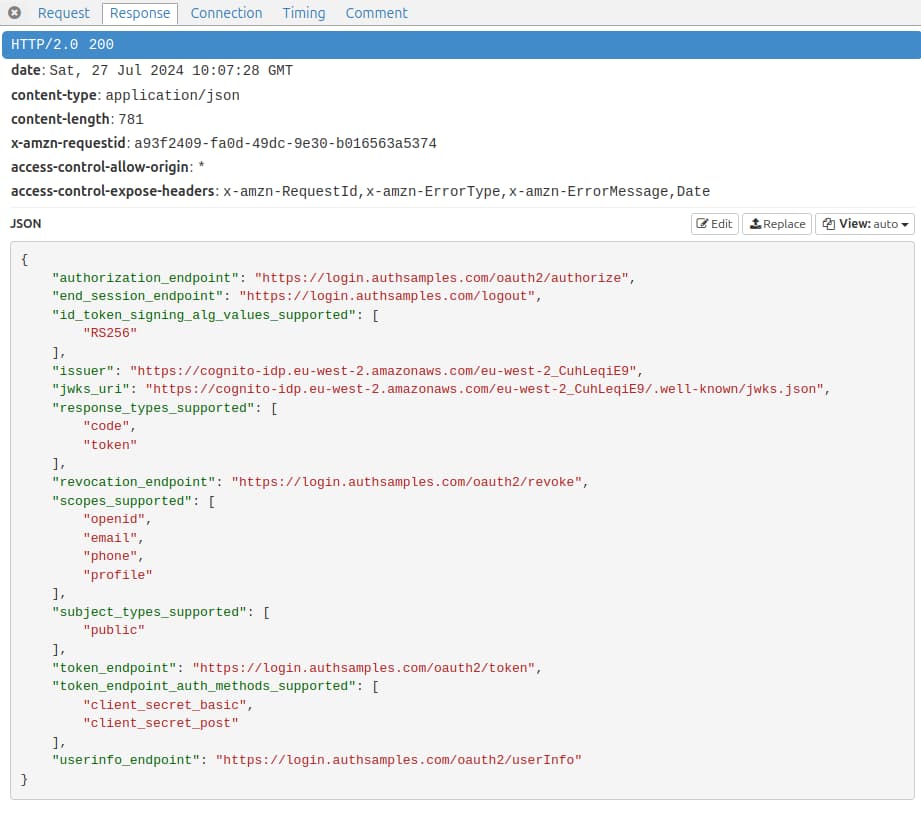 Request Response Connection Timing Comment
HTTP/2.0 200
date: Sat, 27 Jul 2024 10:07:28 GMT
content-type: application/json
content-length: 781
x-amzn-requestid: a93f2409-fa0d-49dc-9e30-b016563a5374
access-control-allow-origin: *
access-control-expose-headers: x-amzn-RequestId,x-amzn-ErrorType,x-amzn-ErrorMessage,Date
JSON Edit Replace View: auto
{
    "authorization_endpoint": "https://login.authsamples.com/oauth2/authorize",
    "end_session_endpoint": "https://login.authsamples.com/logout",
    "id_token_signing_alg_values_supported": [
        "RS256"
    ],
    "issuer": "https://cognito-idp.eu-west-2.amazonaws.com/eu-west-2_CuhLeqiE9",
    "jwks_uri": "https://cognito-idp.eu-west-2.amazonaws.com/eu-west-2_CuhLeqiE9/.well-known/jwks.json",
    "response_types_supported": [
        "code",
        "token"
    ],
    "revocation_endpoint": "https://login.authsamples.com/oauth2/revoke",
    "scopes_supported": [
        "openid",
        "email",
        "phone",
        "profile"
    ],
    "subject_types_supported": [
        "public"
    ],
    "token_endpoint": "https://login.authsamples.com/oauth2/token",
    "token_endpoint_auth_methods_supported": [
        "client_secret_basic",
        "client_secret_post"
    ],
    "userinfo_endpoint": "https://login.authsamples.com/oauth2/userInfo"
}